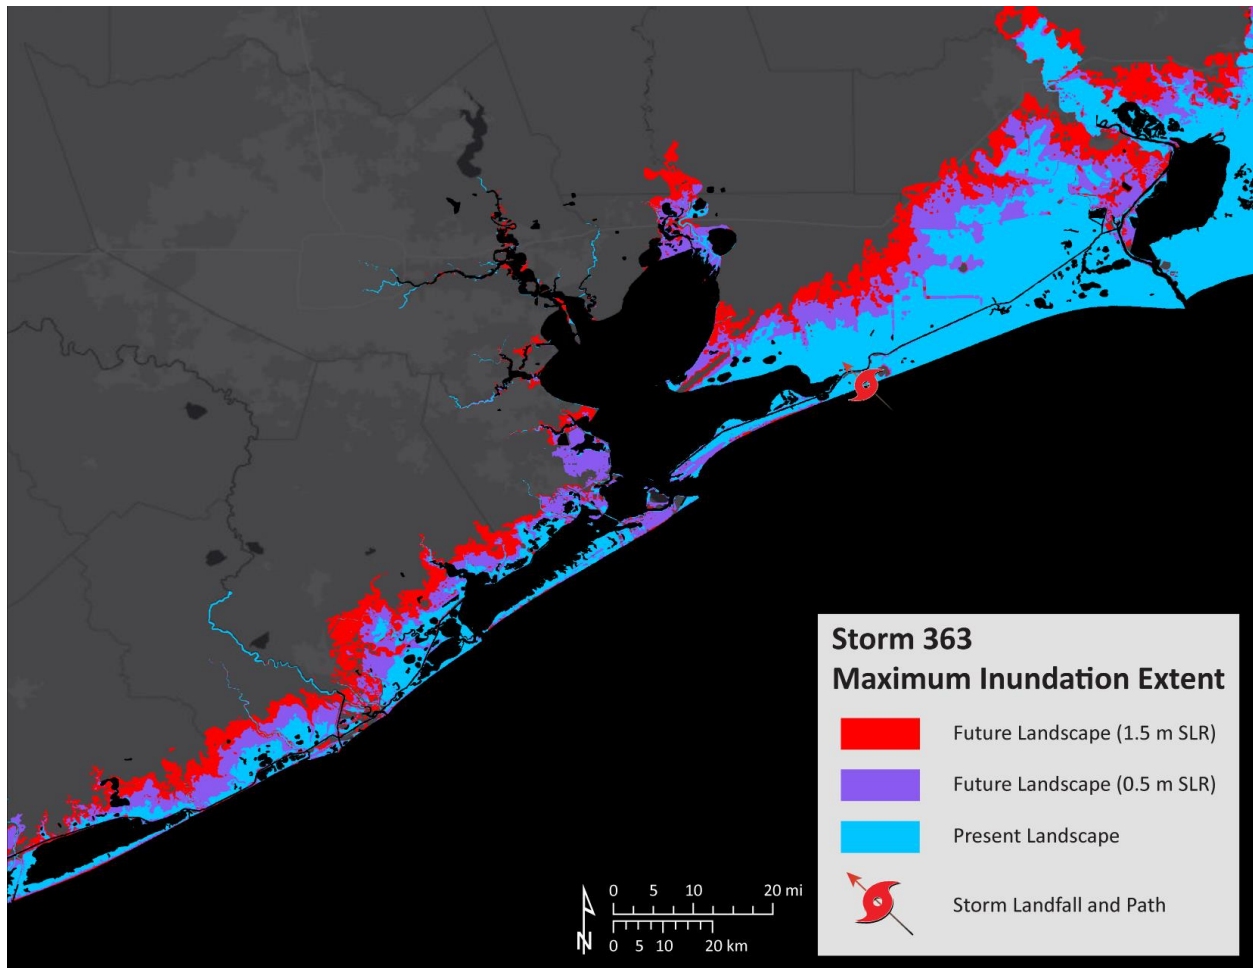 Storm 363
Maximum Inundation Extent
Future Landscape (1.5 m SLR)
Future Landscape (0.5 m SLR)
Present Landscape
Storm Landfall and Path
0 5 10 20 mi
0 5 10 20 km
N